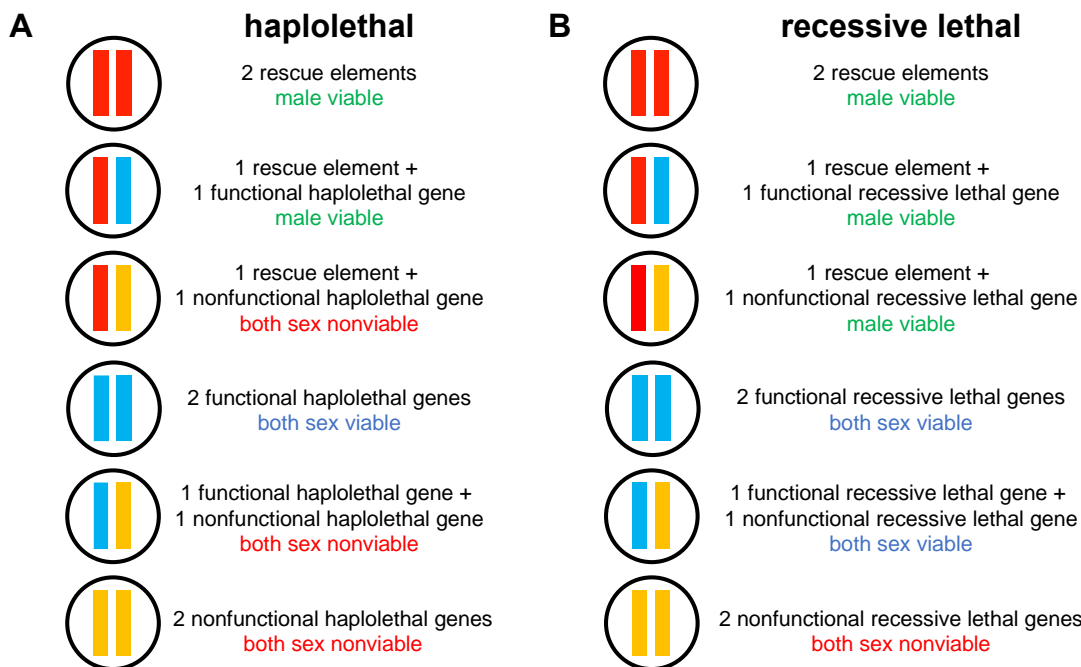 A
haplolethal
2 rescue elements
male viable
1 rescue element +
1 functional haplolethal gene
male viable
1 rescue element +
1 nonfunctional haplolethal gene
both sex nonviable
2 functional haplolethal genes
both sex viable
1 functional haplolethal gene +
1 nonfunctional haplolethal gene
both sex nonviable
2 nonfunctional haplolethal genes
both sex nonviable
B
recessive lethal
2 rescue elements
male viable
1 rescue element +
1 functional recessive lethal gene
male viable
1 rescue element +
1 nonfunctional recessive lethal gene
male viable
2 functional recessive lethal genes
both sex viable
1 functional recessive lethal gene +
1 nonfunctional recessive lethal gene
both sex viable
2 nonfunctional recessive lethal genes
both sex nonviable